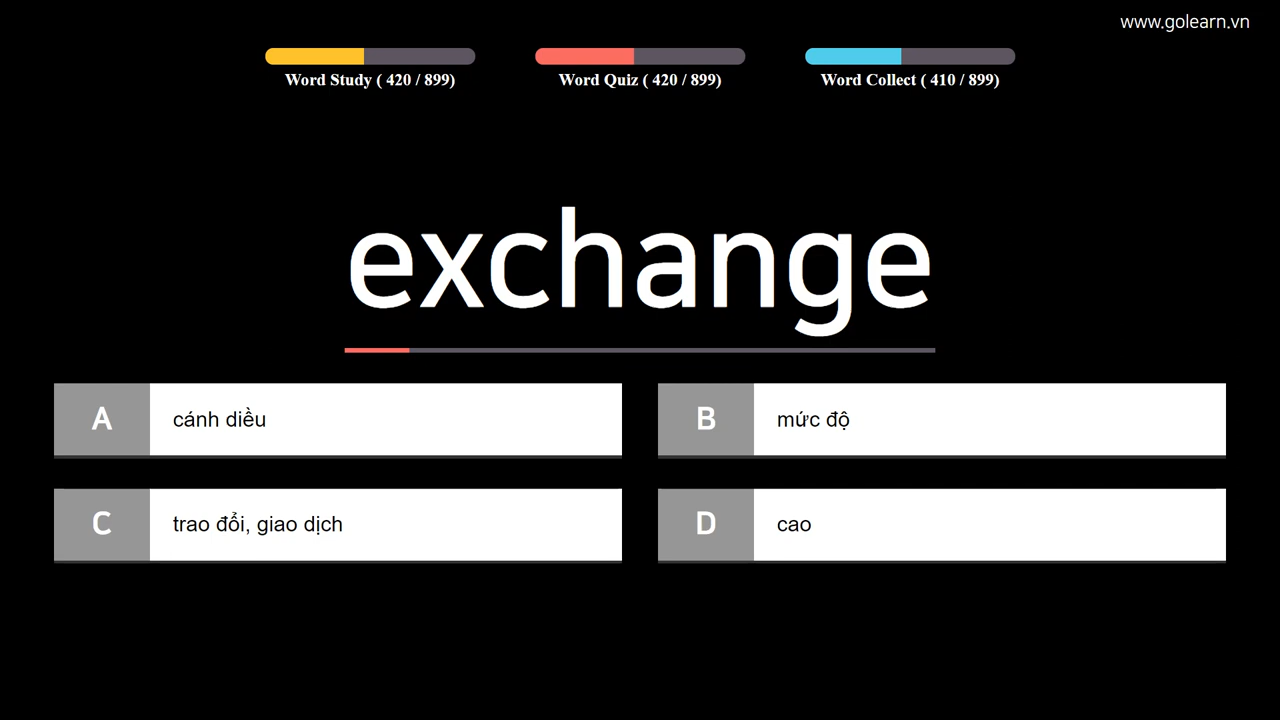 www.golearn.vn
Word Study ( 420 / 899)
Word Quiz ( 420 / 899)
Word Collect ( 410 / 899)
exchange
A cánh diều
B mức độ
C trao đổi, giao dịch
D cao